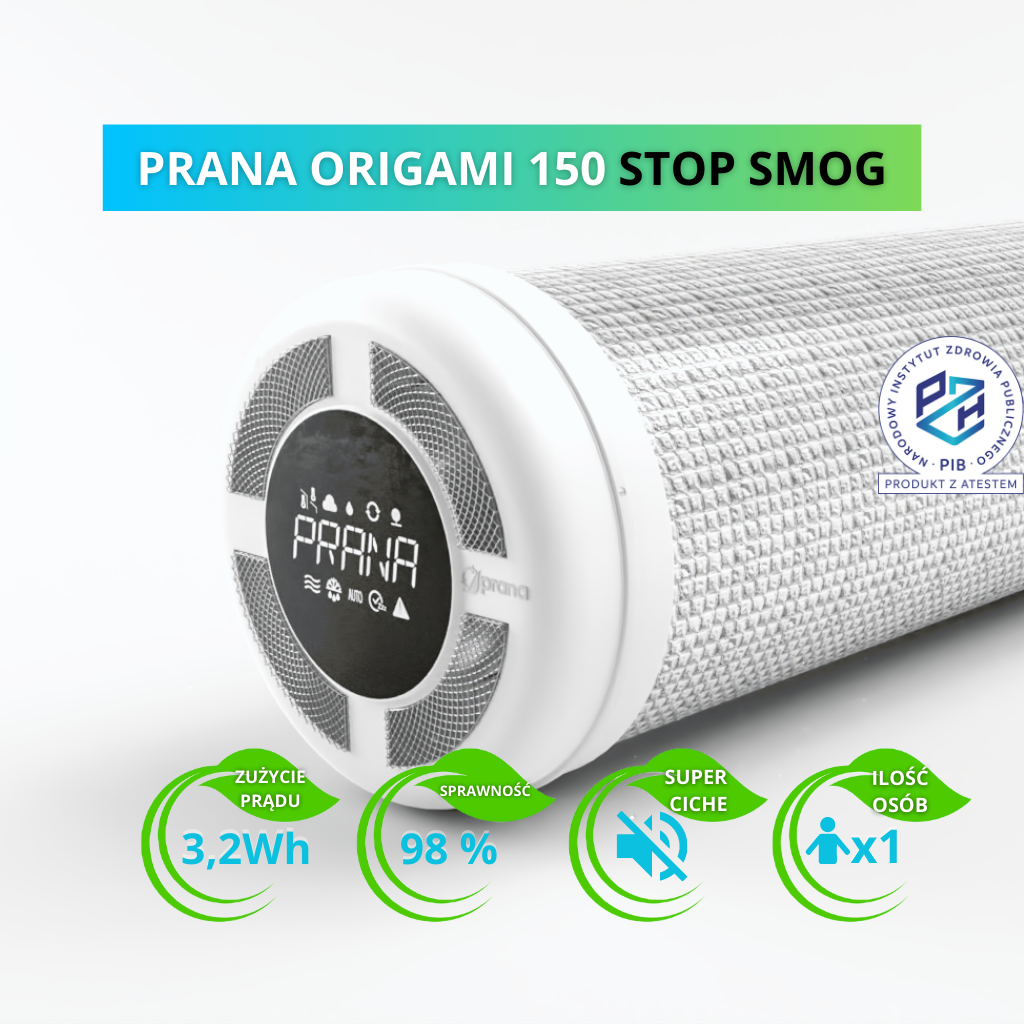 PRANA ORIGAMI 150 STOP SMOG
NARODOWY INSTYTUT ZDROWIA PUBLICZNEGO
PZH
· PIB ·
PRODUKT Z ATESTEM
PRANA
AUTO
prana
ZUŻYCIE
PRĄDU
3,2Wh
SPRAWNOŚĆ
98 %
SUPER
CICHE
ILOŚĆ
OSÓB
x1